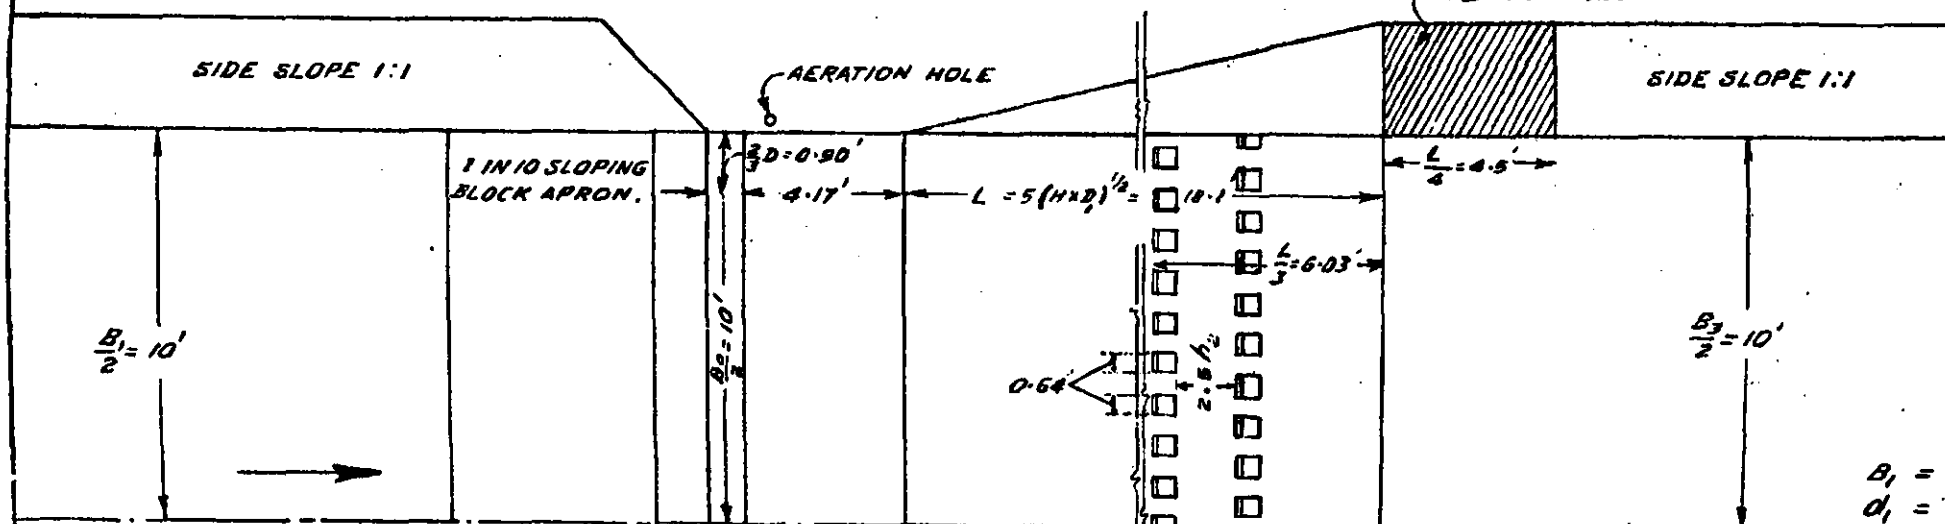 SIDE SLOPE 1:1
AERATION HOLE
SIDE SLOPE 1:1
1 IN 10 SLOPING
BLOCK APRON.
2/3 D=0.90'
4.17'
L = 5(H×D₁)^1/2 = 18.1'
L/4 = 4.5'
L/3 = 6.03'
B₁/2 = 10'
B₀/2 = 10'
0.64'
2.5 h₂
B₃/2 = 10'
B₁ =
d₁ =